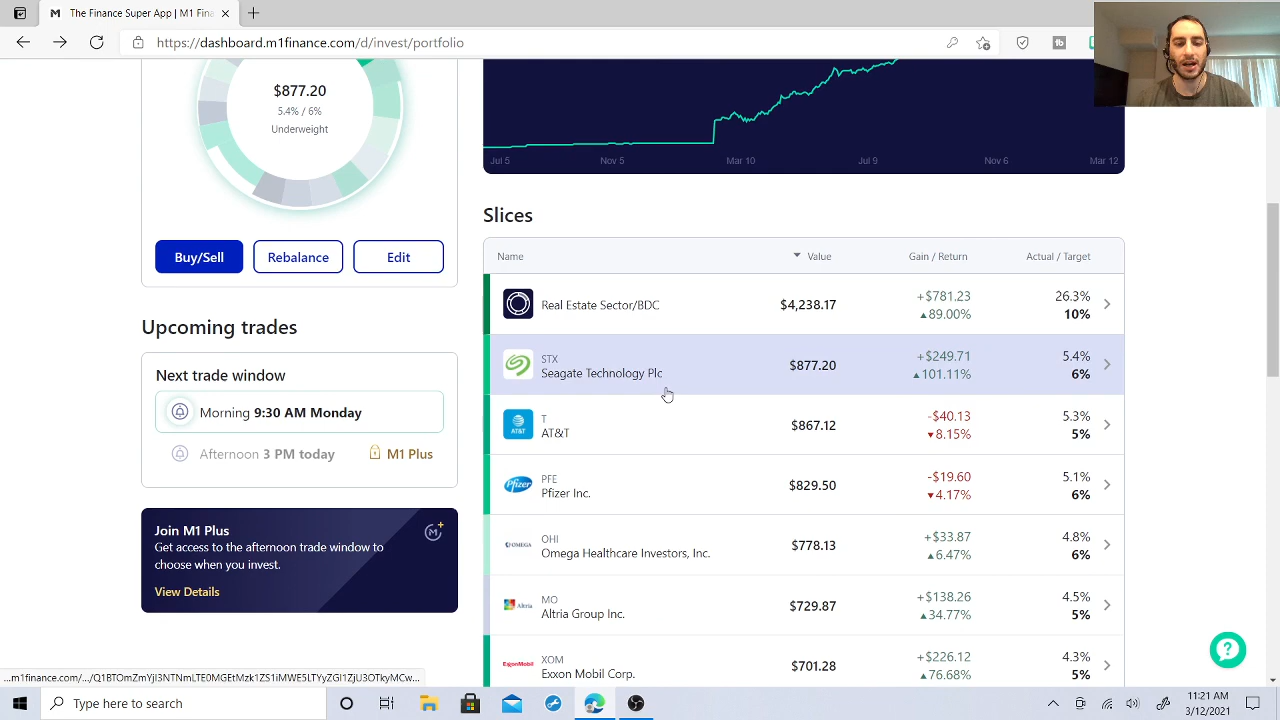 M The Finance Super App | M1 Fina
https://dashboard.m1finance.com/d/invest/portfolio
$877.20
5.4% / 6%
Underweight
Buy/Sell
Rebalance
Edit
Upcoming trades
Next trade window
Morning 9:30 AM Monday
Afternoon 3 PM today
M1 Plus
Join M1 Plus
Get access to the afternoon trade window to
choose when you invest.
View Details
Jul 5 Nov 5 Mar 10 Jul 9 Nov 6 Mar 12
Slices
Name Value Gain / Return Actual / Target
Real Estate Sector/BDC $4,238.17
+$781.23 26.3%
▲89.00% 10%
STX +$249.71 5.4%
Seagate Technology Plc $877.20
▲101.11% 6%
T -$40.13 5.3%
AT&T
AT&T $867.12
▼8.15% 5%
PFE -$19.60 5.1%
Pfizer
Pfizer Inc. $829.50
▼4.17% 6%
OHI +$33.87 4.8%
OMEGA
Omega Healthcare Investors, Inc. $778.13
▲6.47% 6%
MO +$138.26 4.5%
Altria
Altria Group Inc. $729.87
▲34.77% 5%
XOM +$226.12 4.3%
ExxonMobil
Exxon Mobil Corp. $701.28
▲76.68% 5%
Type here to search
11:21 AM
3/12/2021